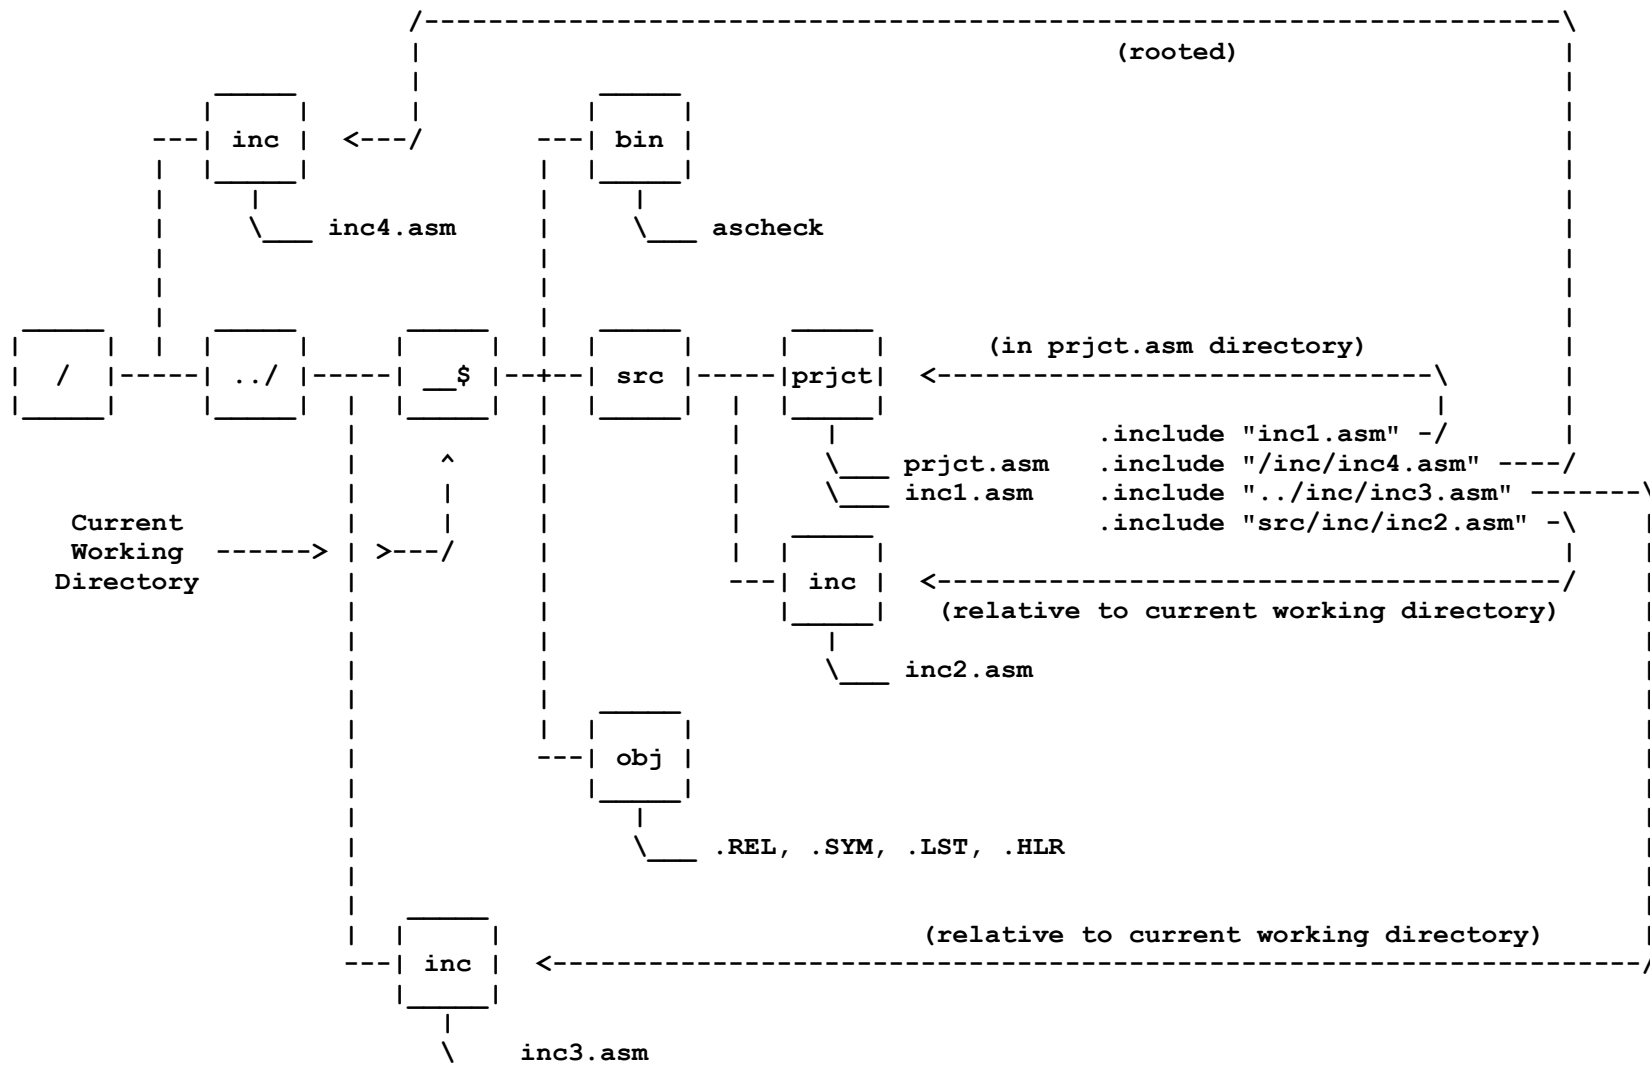 (rooted)
inc <---/ bin
inc4.asm ascheck
/ ../ __$ src prjct
(in prjct.asm directory)
.include "inc1.asm" -/
prjct.asm .include "/inc/inc4.asm" ----/
inc1.asm .include "../inc/inc3.asm" -------\
.include "src/inc/inc2.asm" -\
Current
Working ------> >---/
Directory
inc
(relative to current working directory)
inc2.asm
obj
.REL, .SYM, .LST, .HLR
(relative to current working directory)
inc
inc3.asm